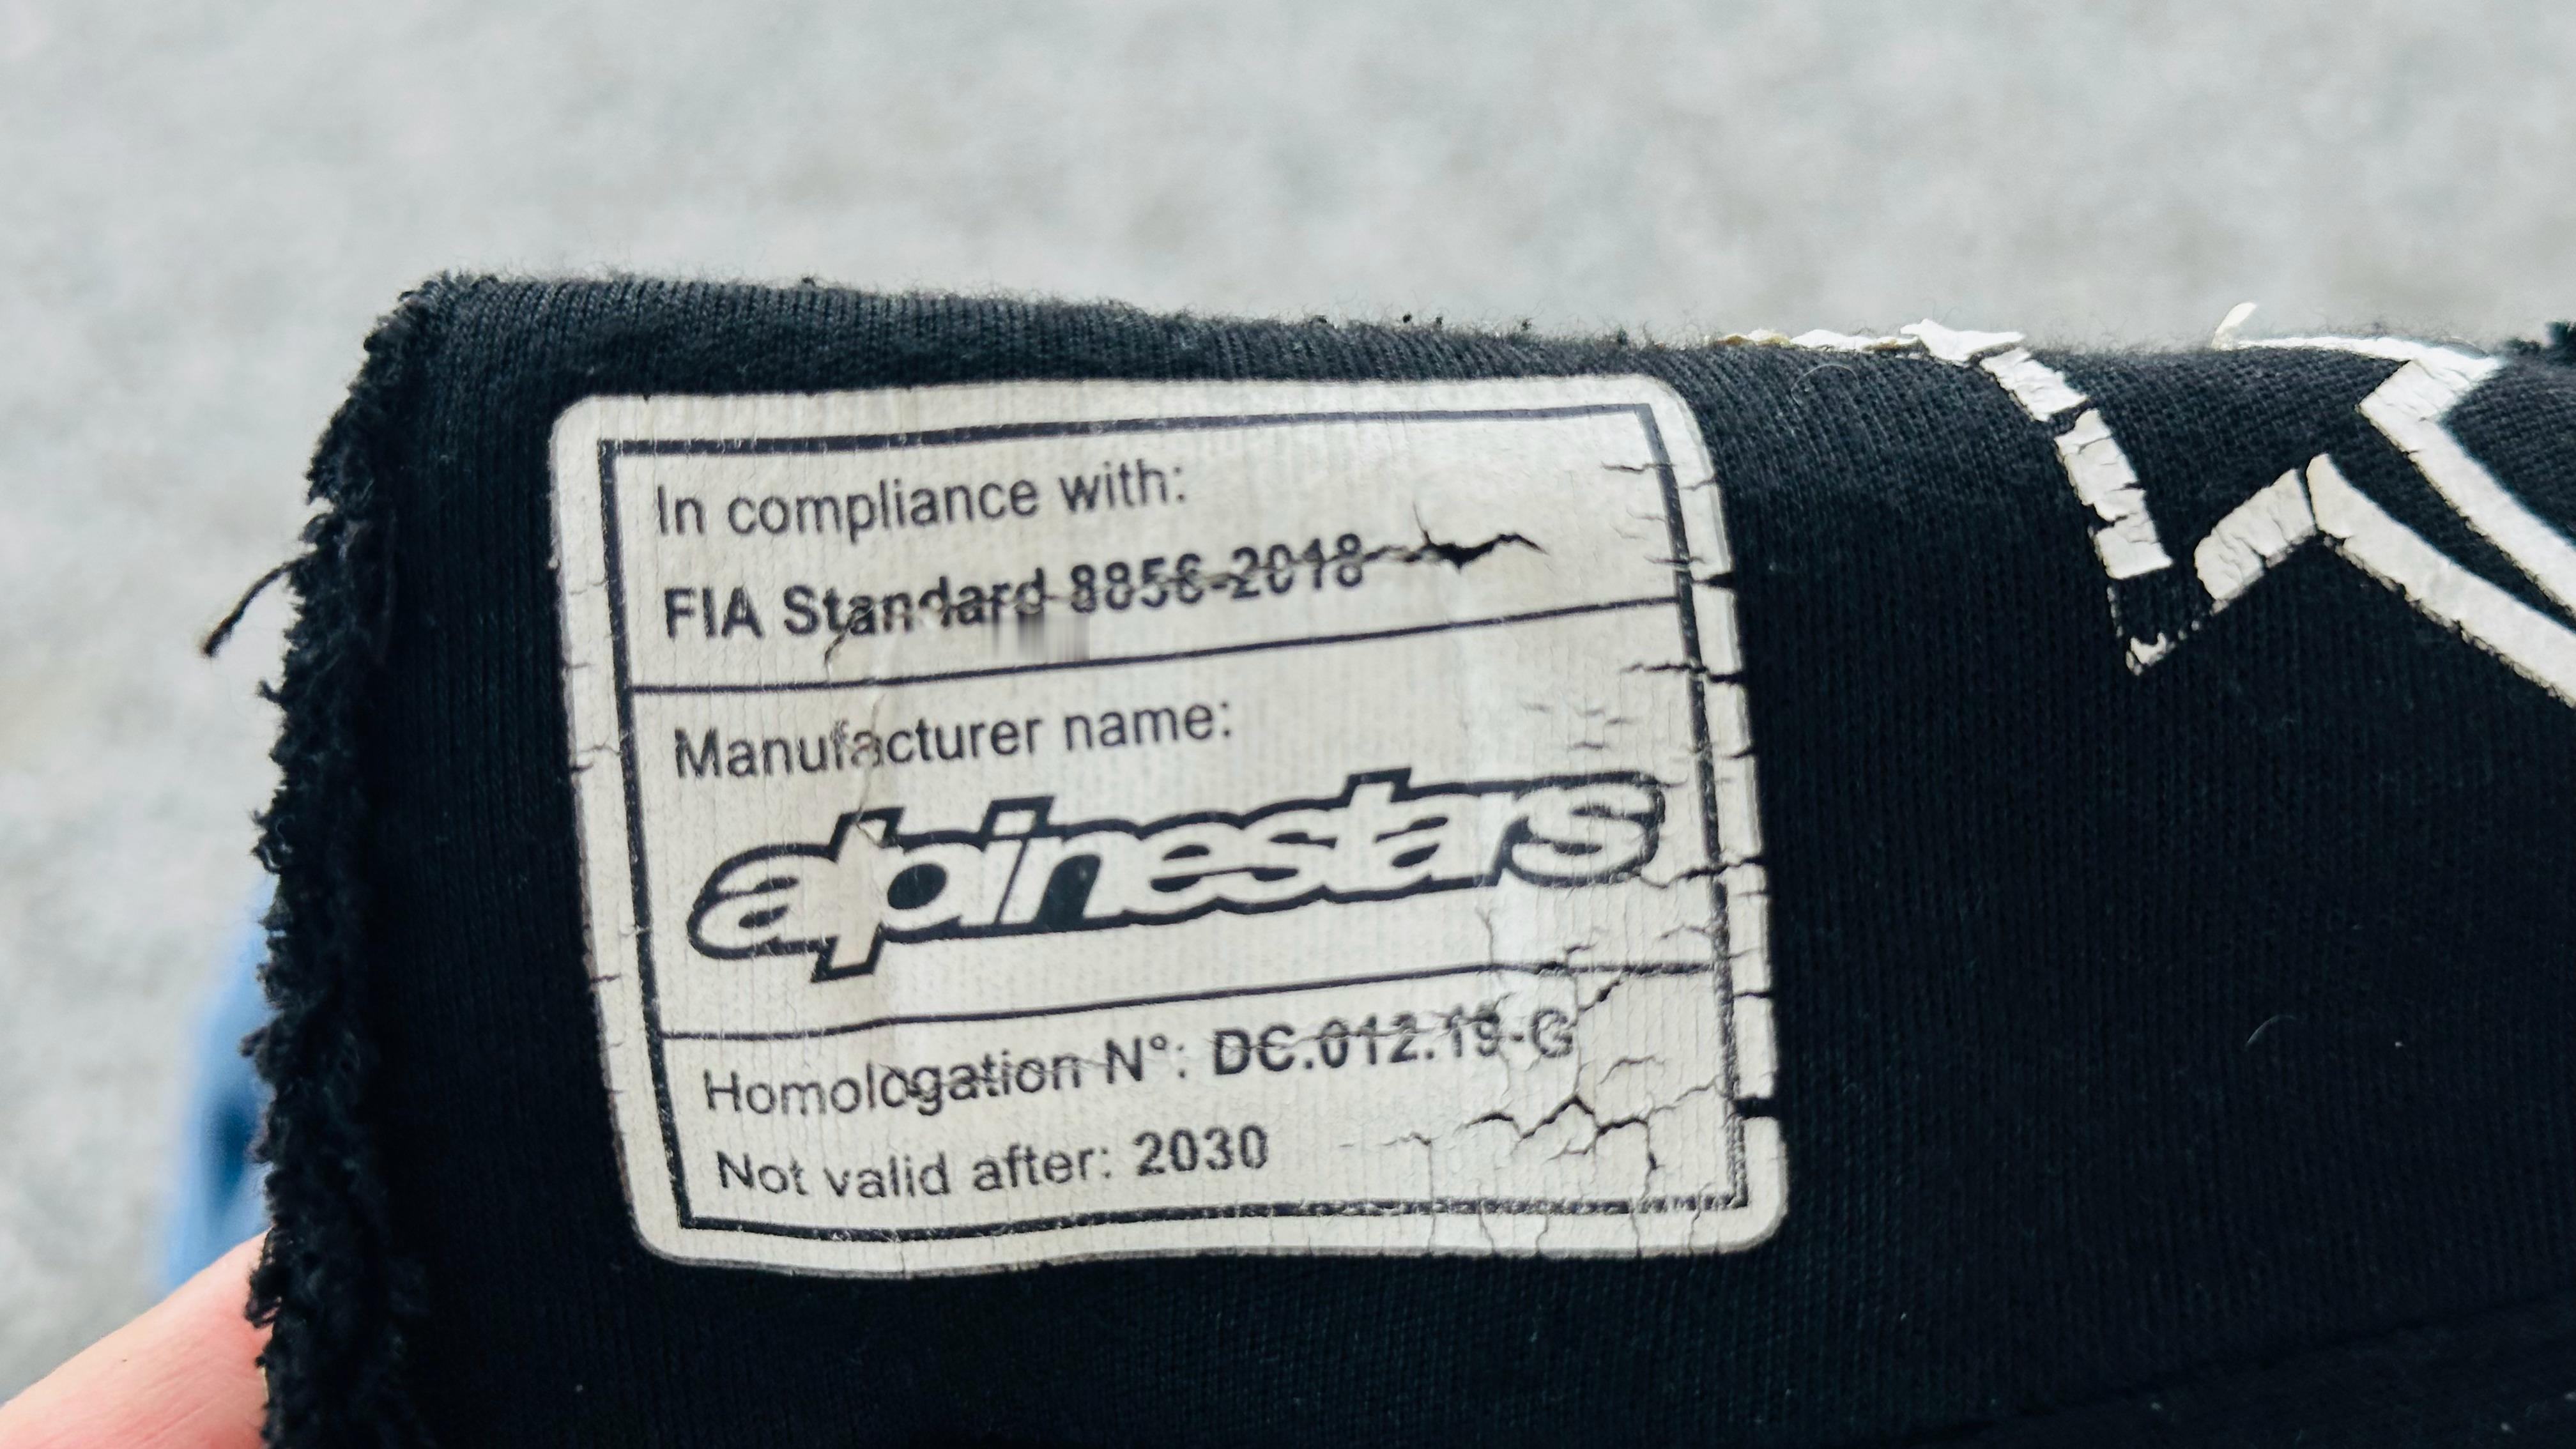 In compliance with:
FIA Standard 8856-2018
Manufacturer name:
alpinestars
Homologation N°: DC.012.19-G
Not valid after: 2030